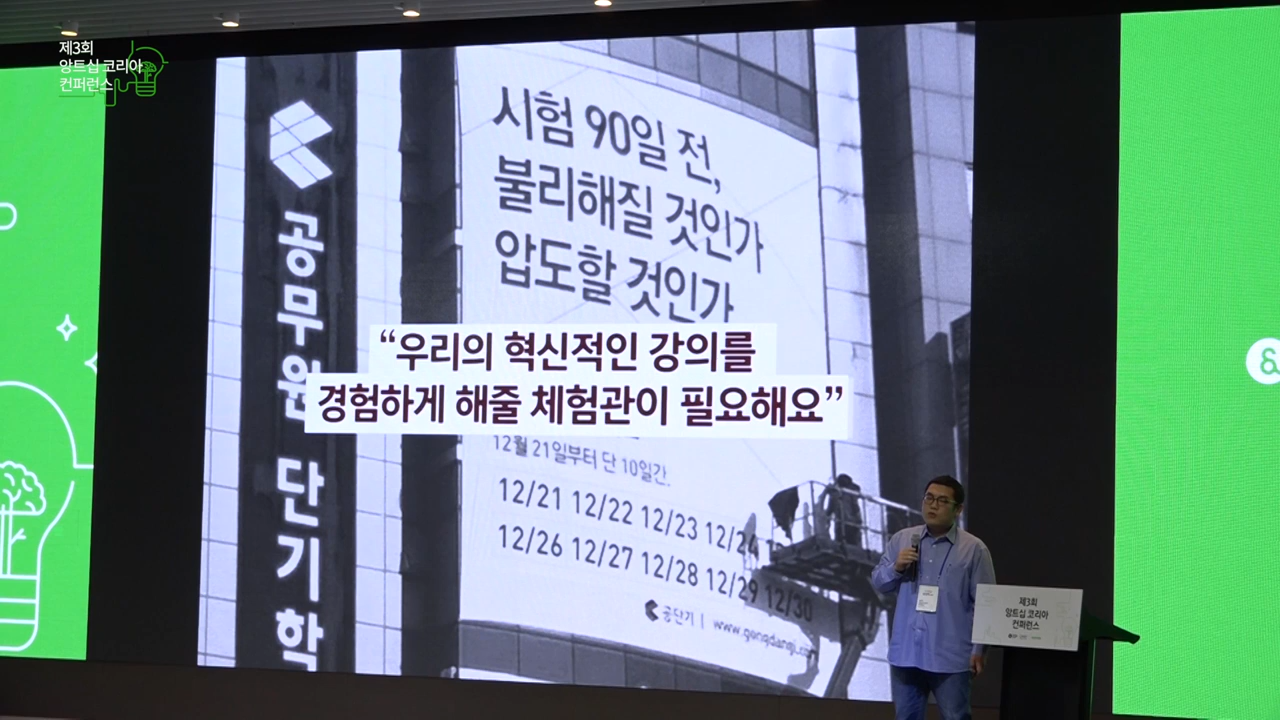 제3회
앙트십 코리아
컨퍼런스
공무원 단기학
시험 90일 전,
불리해질 것인가
압도할 것인가
“우리의 혁신적인 강의를
경험하게 해줄 체험관이 필요해요”
12월 21일부터 단 10일간.
12/21 12/22 12/23 12/24
12/26 12/27 12/28 12/29 12/30
공단기 | www.gongdangi.com
&
제3회
앙트십 코리아
컨퍼런스